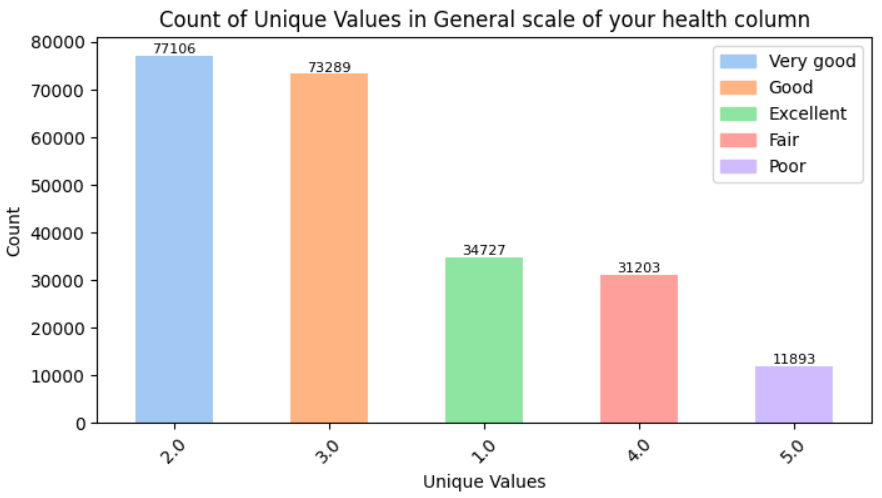 Count of Unique Values in General scale of your health column
80000
70000
60000
50000
40000
30000
20000
10000
0
Count
77106
73289
34727
31203
11893
Very good
Good
Excellent
Fair
Poor
2.0
3.0
1.0
4.0
5.0
Unique Values